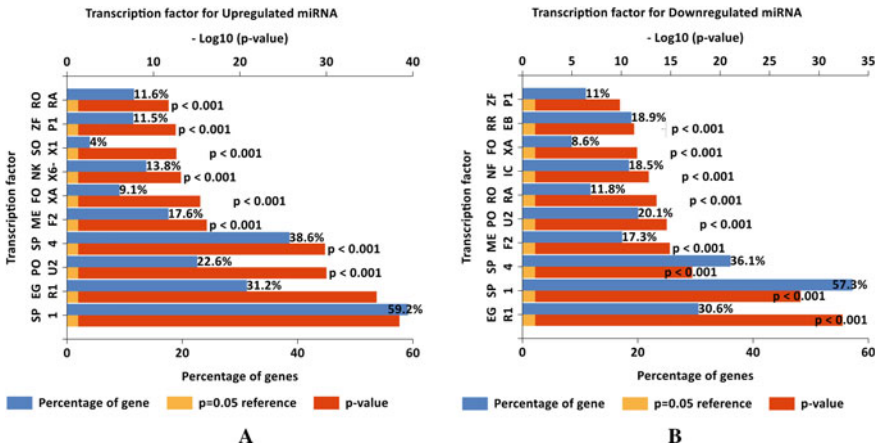 Transcription factor for Upregulated miRNA
- Log10 (p-value)
0 10 20 30 40
Transcription factor
RO RA 11.6% p < 0.001
ZF P1 11.5% p < 0.001
SO X1 4% p < 0.001
NK X6- 13.8% p < 0.001
FO XA 9.1% p < 0.001
ME F2 17.6% p < 0.001
SP 4 38.6% p < 0.001
PO U2 22.6% p < 0.001
EG R1 31.2%
SP 1 59.2%
0 20 40 60
Percentage of genes
Percentage of gene p=0.05 reference p-value
A
Transcription factor for Downregulated miRNA
- Log10 (p-value)
0 5 10 15 20 25 30 35
Transcription factor
ZF P1 11%
RR EB 18.9% p < 0.001
FO XA 8.6% p < 0.001
NF IC 18.5% p < 0.001
RO RA 11.8% p < 0.001
PO U2 20.1% p < 0.001
ME F2 17.3% p < 0.001
SP 4 36.1% p < 0.001
SP 1 57.3% p < 0.001
EG R1 30.6% p < 0.001
0 20 40 60
Percentage of genes
Percentage of gene p=0.05 reference p-value
B